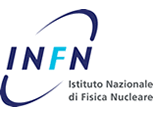 INFN
Istituto Nazionale
di Fisica Nucleare